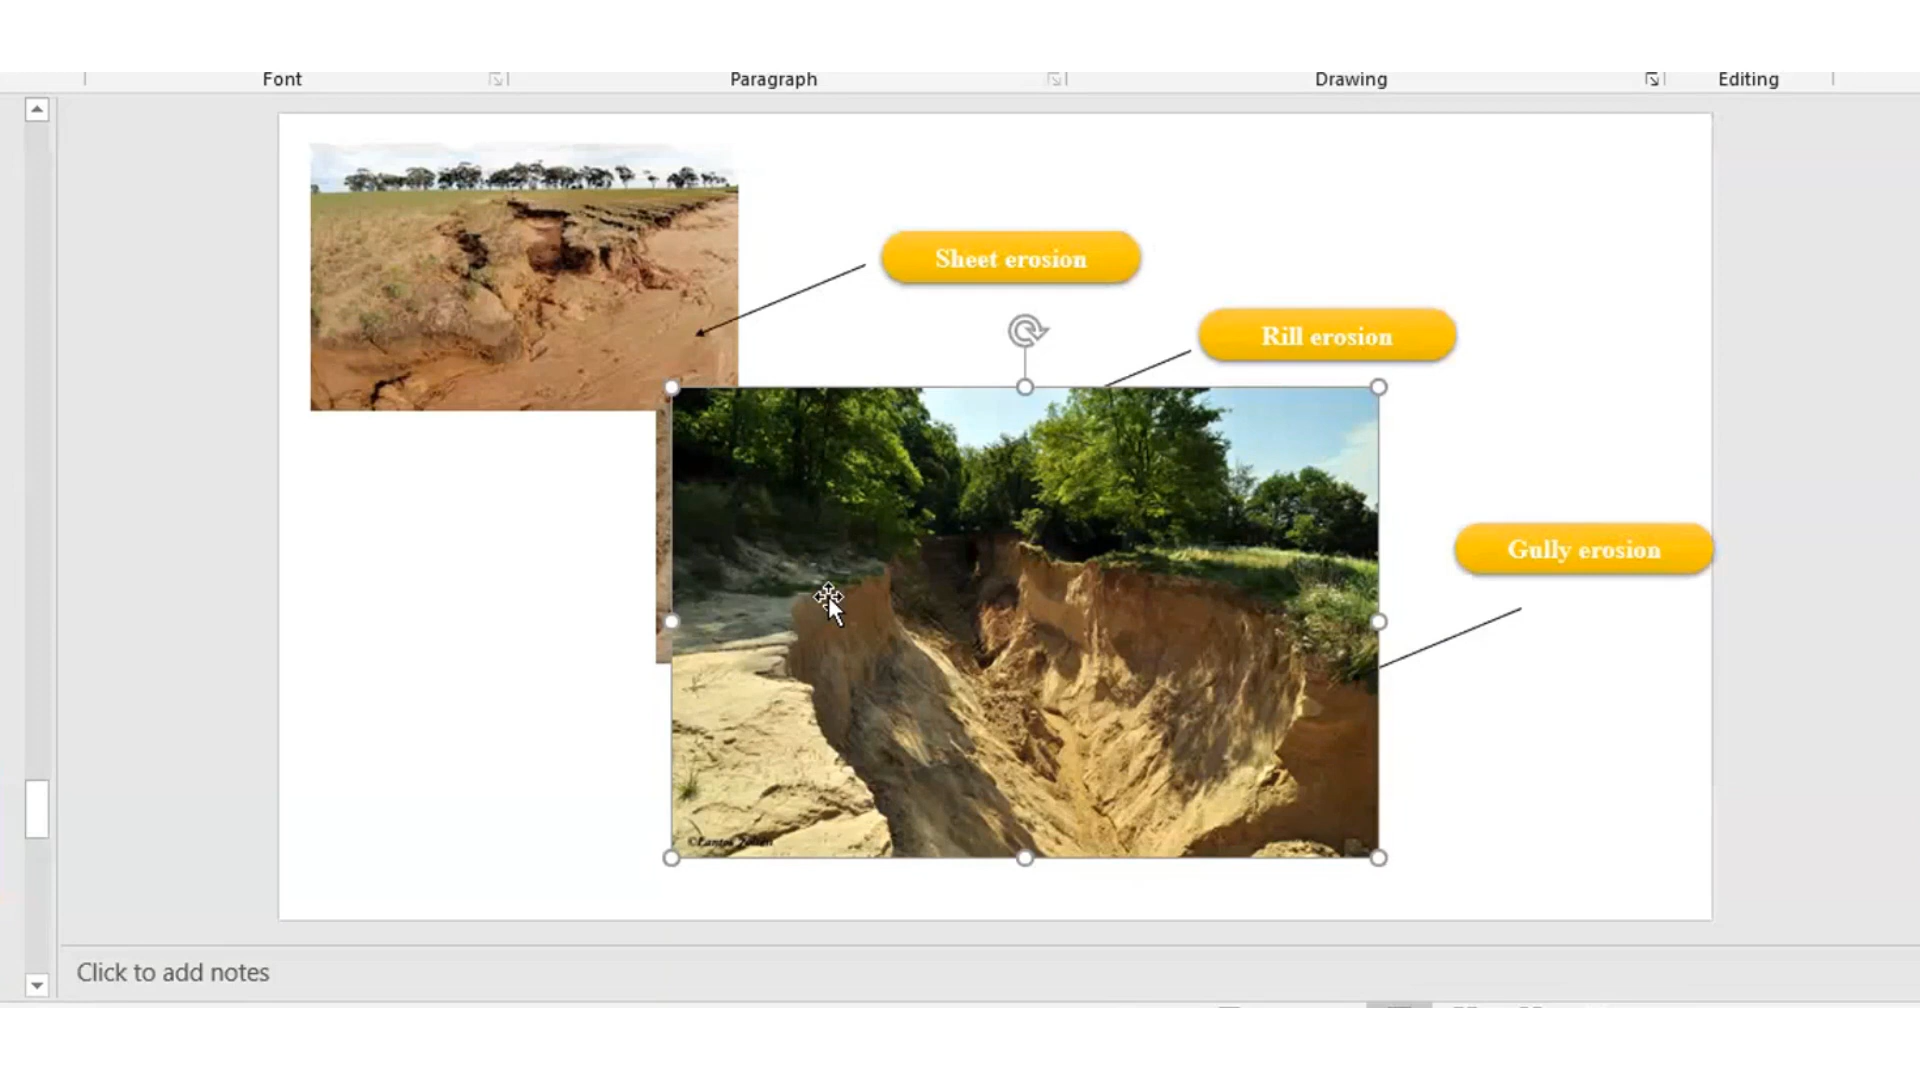 Font
Paragraph
Drawing
Editing
Sheet erosion
Rill erosion
Gully erosion
Click to add notes